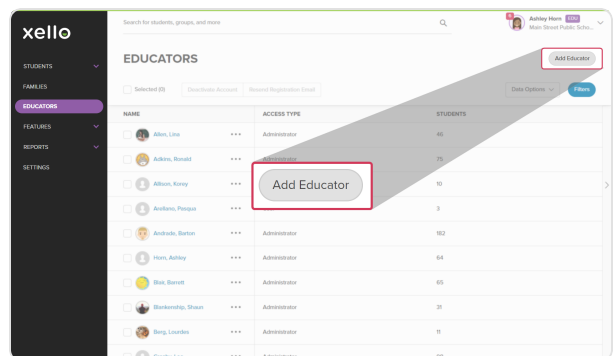 xello
Search for students, groups, and more
4
Ashley Horn
Main Street Public Scho...
STUDENTS
FAMILIES
EDUCATORS
FEATURES
REPORTS
SETTINGS
EDUCATORS
Add Educator
Selected (0) Deactivate Account Resend Registration Email Data Options Filters
NAME ACCESS TYPE STUDENTS
Allen, Lina ••• Administrator 46
Adkins, Ronald ••• Administrator 75
Allison, Korey ••• 10
Add Educator
Arellano, Pasqua ••• 3
Andrade, Barton ••• Administrator 182
Horn, Ashley ••• Administrator 64
Blair, Barrett ••• Administrator 65
Blankenship, Shaun ••• Administrator 31
Berg, Lourdes ••• Administrator 11